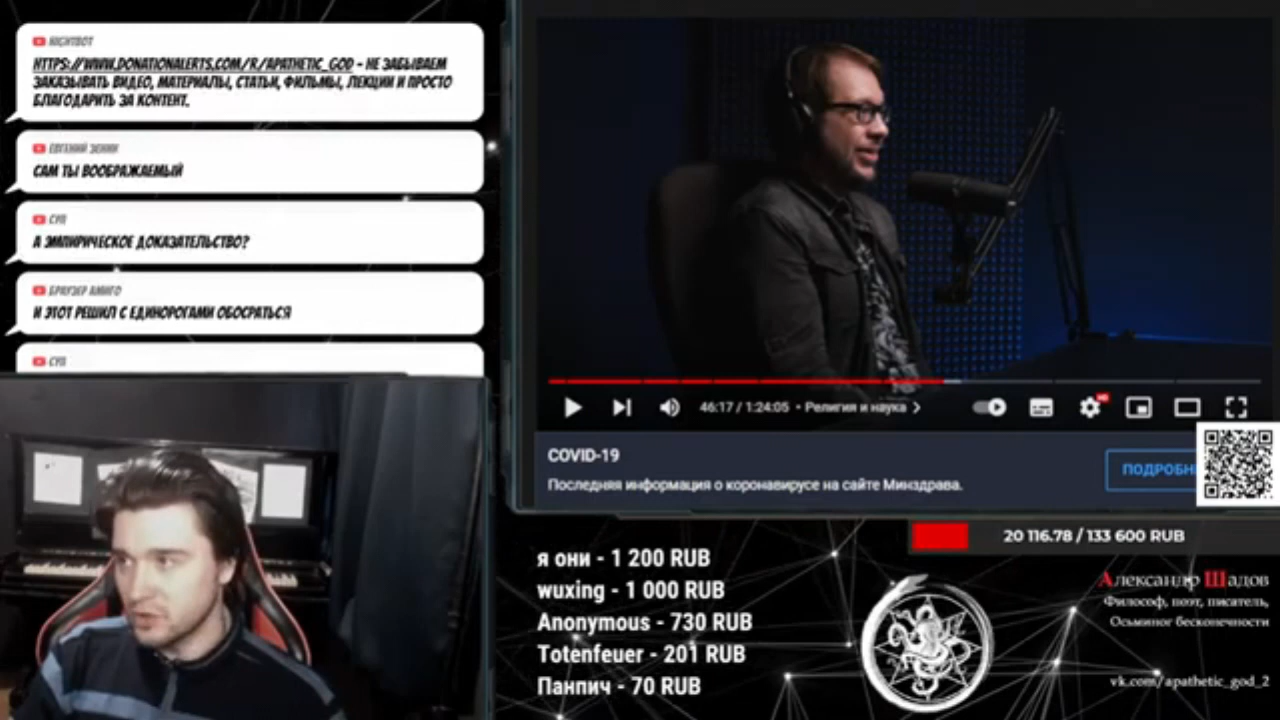 NIGHTBOT
HTTPS://WWW.DONATIONALERTS.COM/R/APATHETIC_GOD - НЕ ЗАБЫВАЕМ
ЗАКАЗЫВАТЬ ВИДЕО, МАТЕРИАЛЫ, СТАТЬИ, ФИЛЬМЫ, ЛЕКЦИИ И ПРОСТО
БЛАГОДАРИТЬ ЗА КОНТЕНТ.
ЕВГЕНИЙ ЗЕНИН
САМ ТЫ ВООБРАЖАЕМЫЙ
СУП
А ЭМПИРИЧЕСКОЕ ДОКАЗАТЕЛЬСТВО?
БРАУЗЕР АМИГО
И ЭТОТ РЕШИЛ С ЕДИНОРОГАМИ ОБОСРАТЬСЯ
СУП
46:17 / 1:24:05 • Религия и наука
HD
COVID-19
Последняя информация о коронавирусе на сайте Минздрава.
ПОДРОБН
20 116.78 / 133 600 RUB
я они - 1 200 RUB
wuxing - 1 000 RUB
Anonymous - 730 RUB
Totenfeuer - 201 RUB
Панпич - 70 RUB
Александр Шадов
Философ, поэт, писатель,
Осьминог бесконечности
vk.com/apathetic_god_2